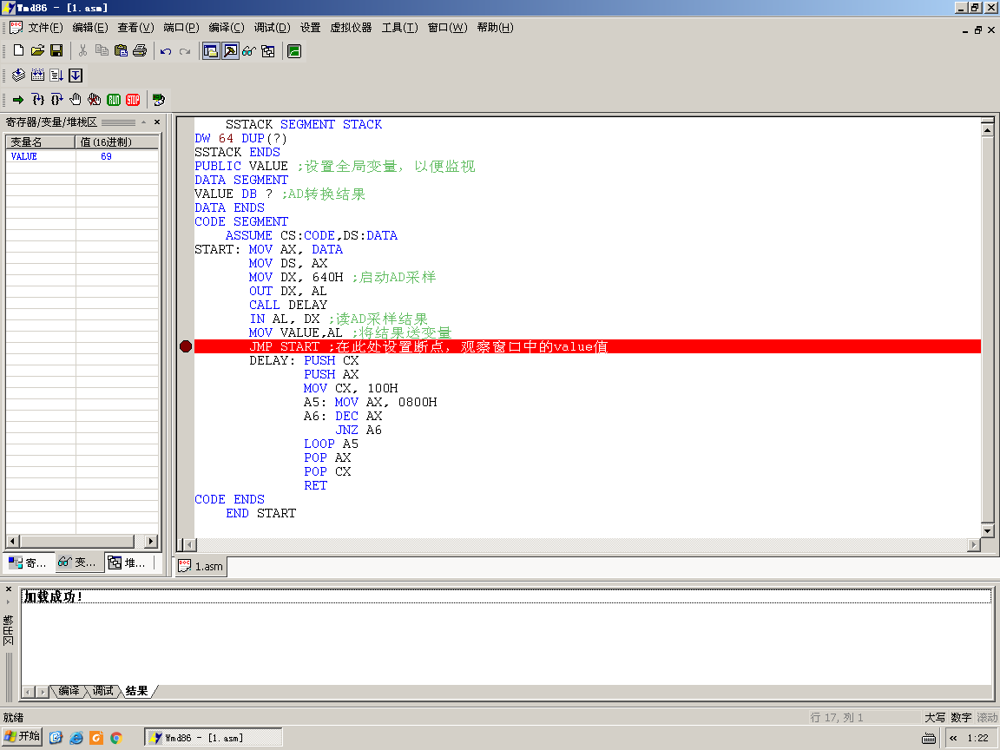 Wmd86 - [1.asm]
文件(F) 编辑(E) 查看(V) 端口(P) 编译(C) 调试(D) 设置 虚拟仪器 工具(T) 窗口(W) 帮助(H)
RUN STOP
寄存器/变量/堆栈区
变量名 值(16进制)
VALUE 69
SSTACK SEGMENT STACK
DW 64 DUP(?)
SSTACK ENDS
PUBLIC VALUE ;设置全局变量, 以便监视
DATA SEGMENT
VALUE DB ? ;AD转换结果
DATA ENDS
CODE SEGMENT
ASSUME CS:CODE,DS:DATA
START: MOV AX, DATA
MOV DS, AX
MOV DX, 640H ;启动AD采样
OUT DX, AL
CALL DELAY
IN AL, DX ;读AD采样结果
MOV VALUE,AL ;将结果送变量
JMP START ;在此处设置断点, 观察窗口中的value值
DELAY: PUSH CX
PUSH AX
MOV CX, 100H
A5: MOV AX, 0800H
A6: DEC AX
JNZ A6
LOOP A5
POP AX
POP CX
RET
CODE ENDS
END START
寄... 变... 堆...
1.asm
加载成功!
输出区
编译 调试 结果
就绪
行 17, 列 1 大写 数字 滚动
开始 Wmd86 - [1.asm] « 1:22